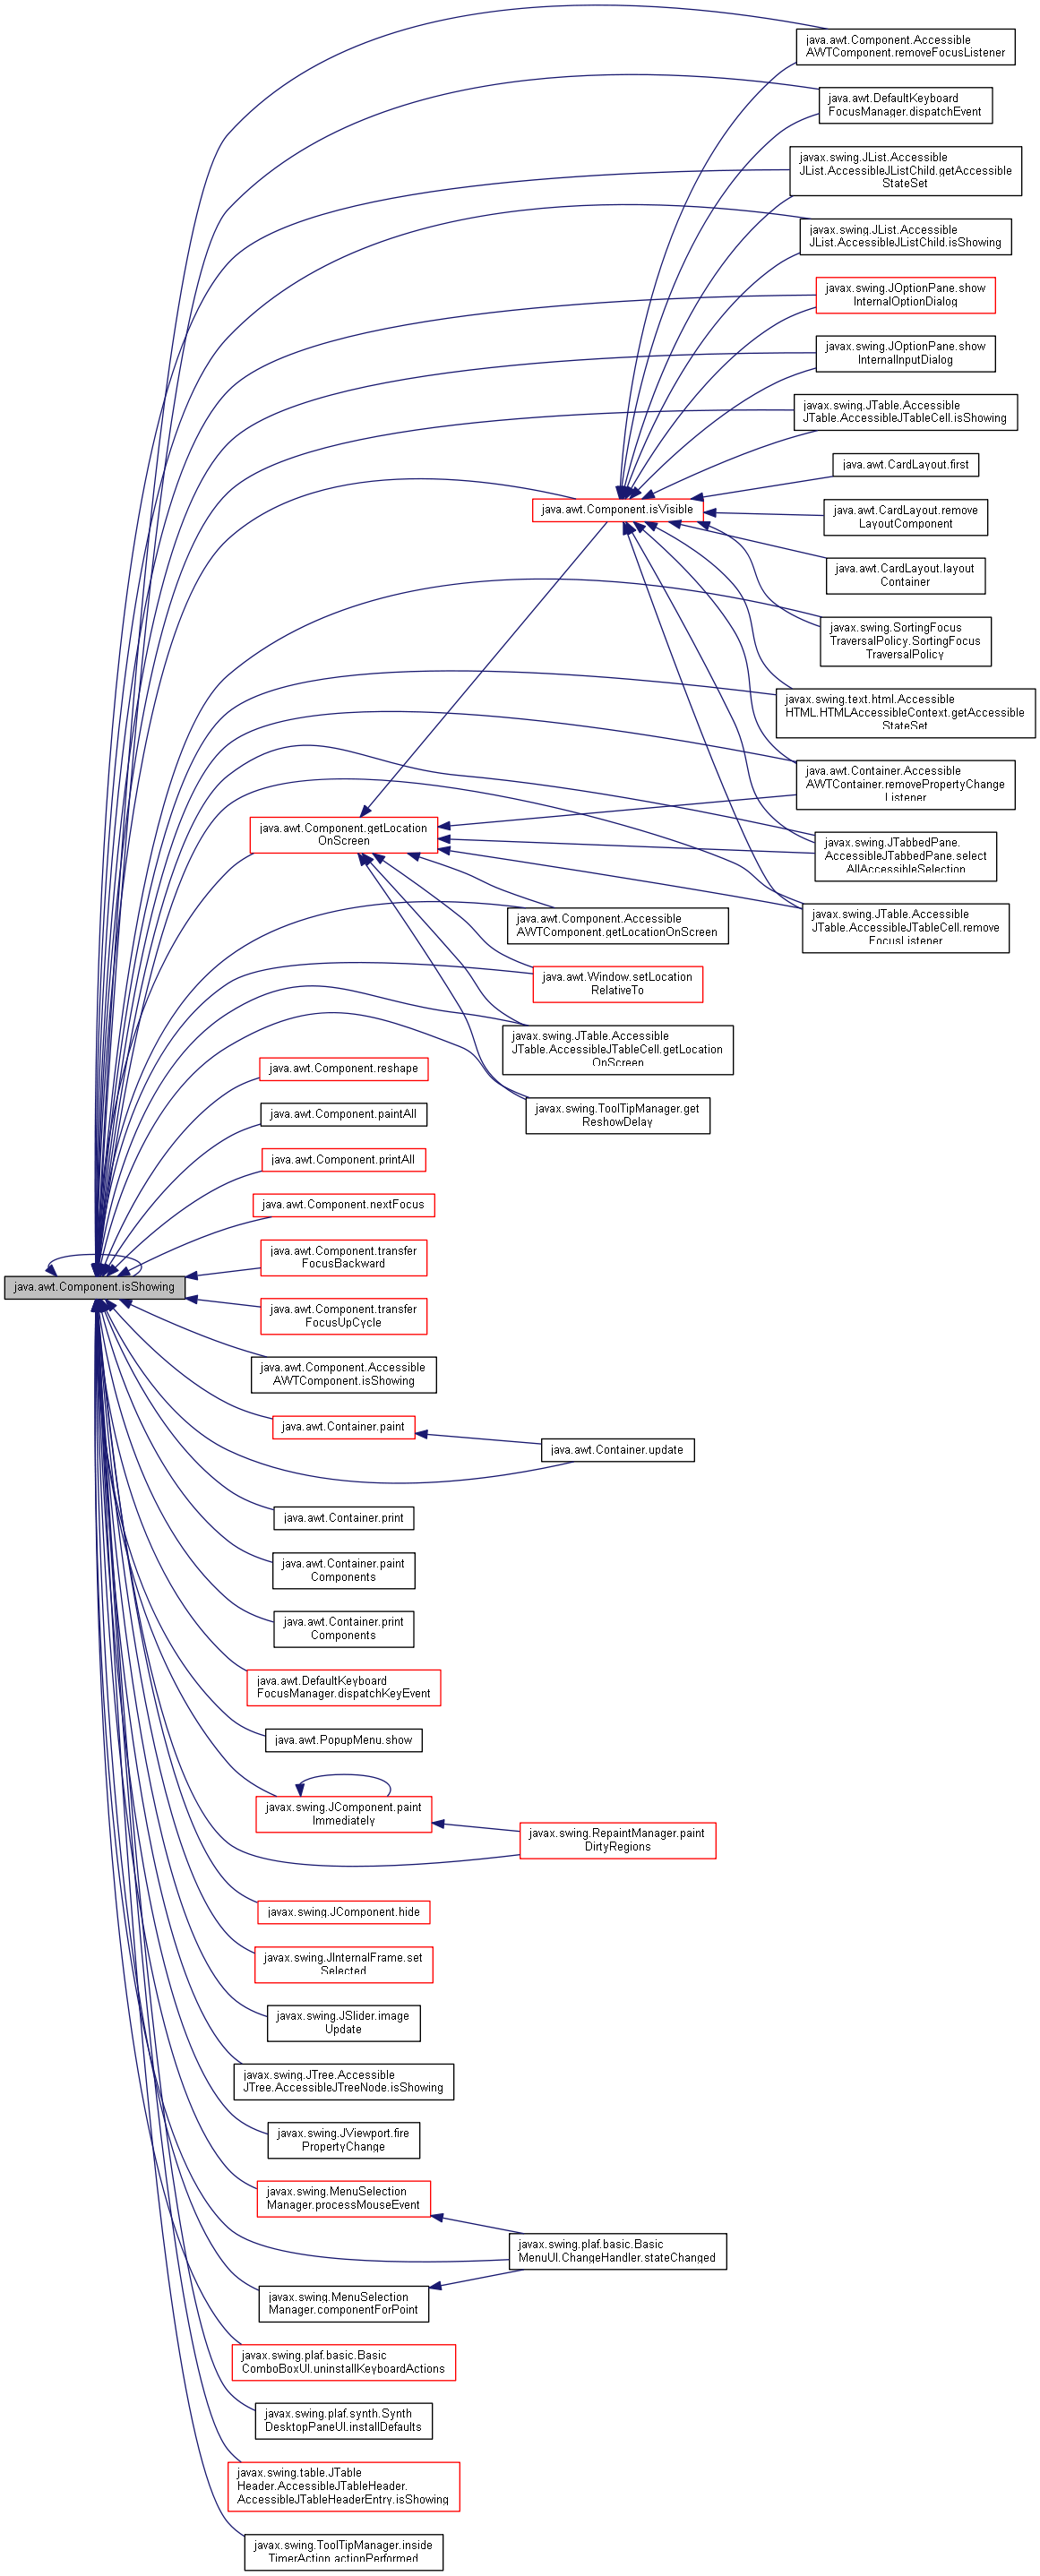 java.awt.Component.Accessible
AWTComponent.removeFocusListener
java.awt.DefaultKeyboard
FocusManager.dispatchEvent
javax.swing.JList.Accessible
JList.AccessibleJListChild.getAccessible
StateSet
javax.swing.JList.Accessible
JList.AccessibleJListChild.isShowing
javax.swing.JOptionPane.show
InternalOptionDialog
javax.swing.JOptionPane.show
InternalInputDialog
javax.swing.JTable.Accessible
JTable.AccessibleJTableCell.isShowing
java.awt.CardLayout.first
java.awt.Component.isVisible
java.awt.CardLayout.remove
LayoutComponent
java.awt.CardLayout.layout
Container
javax.swing.SortingFocus
TraversalPolicy.SortingFocus
TraversalPolicy
javax.swing.text.html.Accessible
HTML.HTMLAccessibleContext.getAccessible
StateSet
java.awt.Container.Accessible
AWTContainer.removePropertyChange
Listener
java.awt.Component.getLocation
OnScreen
javax.swing.JTabbedPane.
AccessibleJTabbedPane.select
AllAccessibleSelection
javax.swing.JTable.Accessible
JTable.AccessibleJTableCell.remove
FocusListener
java.awt.Component.Accessible
AWTComponent.getLocationOnScreen
java.awt.Window.setLocation
RelativeTo
javax.swing.JTable.Accessible
JTable.AccessibleJTableCell.getLocation
OnScreen
java.awt.Component.reshape
javax.swing.ToolTipManager.get
ReshowDelay
java.awt.Component.paintAll
java.awt.Component.printAll
java.awt.Component.nextFocus
java.awt.Component.transfer
FocusBackward
java.awt.Component.isShowing
java.awt.Component.transfer
FocusUpCycle
java.awt.Component.Accessible
AWTComponent.isShowing
java.awt.Container.paint
java.awt.Container.update
java.awt.Container.print
java.awt.Container.paint
Components
java.awt.Container.print
Components
java.awt.DefaultKeyboard
FocusManager.dispatchKeyEvent
java.awt.PopupMenu.show
javax.swing.JComponent.paint
Immediately
javax.swing.RepaintManager.paint
DirtyRegions
javax.swing.JComponent.hide
javax.swing.JInternalFrame.set
Selected
javax.swing.JSlider.image
Update
javax.swing.JTree.Accessible
JTree.AccessibleJTreeNode.isShowing
javax.swing.JViewport.fire
PropertyChange
javax.swing.MenuSelection
Manager.processMouseEvent
javax.swing.plaf.basic.Basic
MenuUI.ChangeHandler.stateChanged
javax.swing.MenuSelection
Manager.componentForPoint
javax.swing.plaf.basic.Basic
ComboBoxUI.uninstallKeyboardActions
javax.swing.plaf.synth.Synth
DesktopPaneUI.installDefaults
javax.swing.table.JTable
Header.AccessibleJTableHeader.
AccessibleJTableHeaderEntry.isShowing
javax.swing.ToolTipManager.inside
TimerAction.actionPerformed